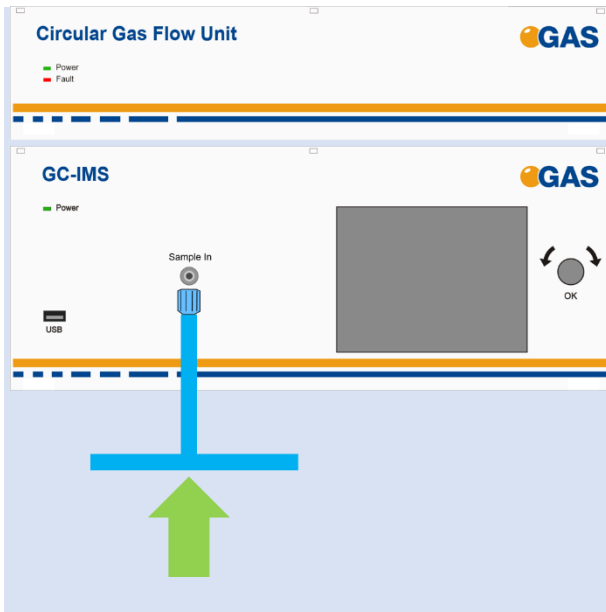 Circular Gas Flow Unit
GAS
Power
Fault
GC-IMS
GAS
Power
Sample In
OK
USB